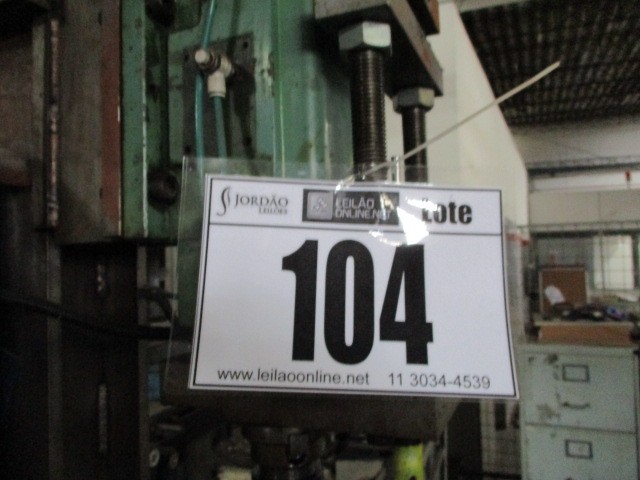 JORDÃO LEILÕES
LEILÃO ONLINE.NET
Lote
104
www.leilaoonline.net 11 3034-4539